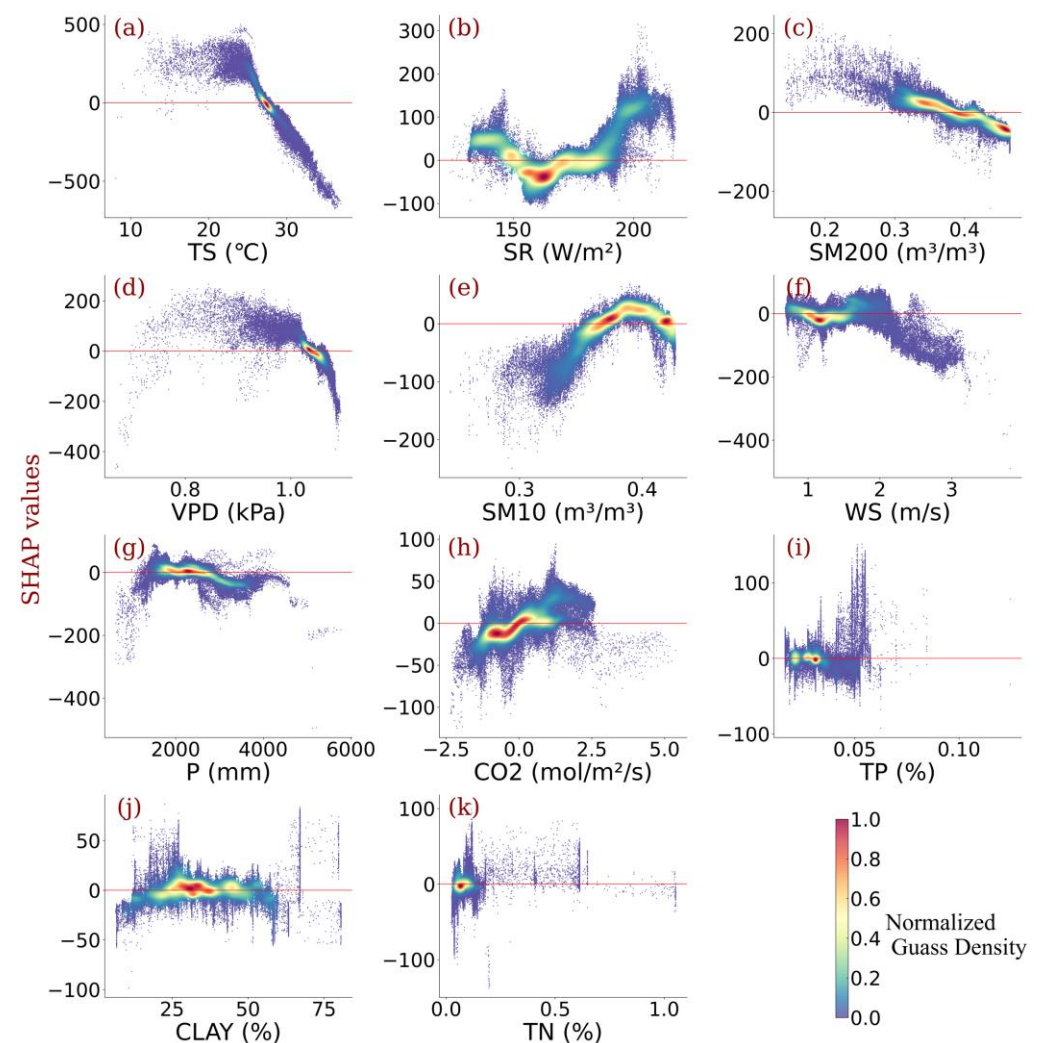 (a)
500
0
−500
10 20 30
TS (℃)
(b)
300
200
100
0
−100
150 200
SR (W/m²)
(c)
200
0
−200
0.2 0.3 0.4
SM200 (m³/m³)
(d)
200
0
−200
−400
0.8 1.0
VPD (kPa)
(e)
0
−100
−200
0.3 0.4
SM10 (m³/m³)
(f)
0
−200
−400
1 2 3
WS (m/s)
SHAP values
(g)
0
−200
−400
2000 4000 6000
P (mm)
(h)
100
50
0
−50
−100
−2.5 0.0 2.5 5.0
CO2 (mol/m²/s)
(i)
100
0
−100
0.05 0.10
TP (%)
(j)
50
0
−50
−100
25 50 75
CLAY (%)
(k)
100
0
−100
0.0 0.5 1.0
TN (%)
1.0
0.8
0.6
0.4
0.2
0.0
Normalized
Guass Density